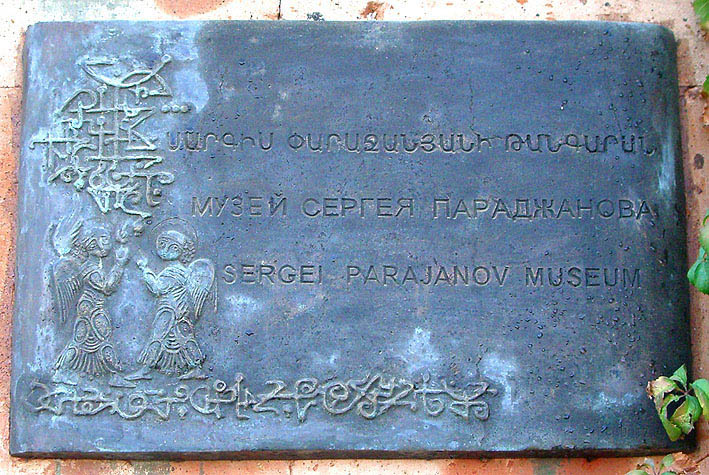 ՍԱՐԳԻՍ ՓԱՐԱՋԱՆՅԱՆԻ ԹԱՆԳԱՐԱՆ
МУЗЕЙ СЕРГЕЯ ПАРАДЖАНОВА
SERGEI PARAJANOV MUSEUM